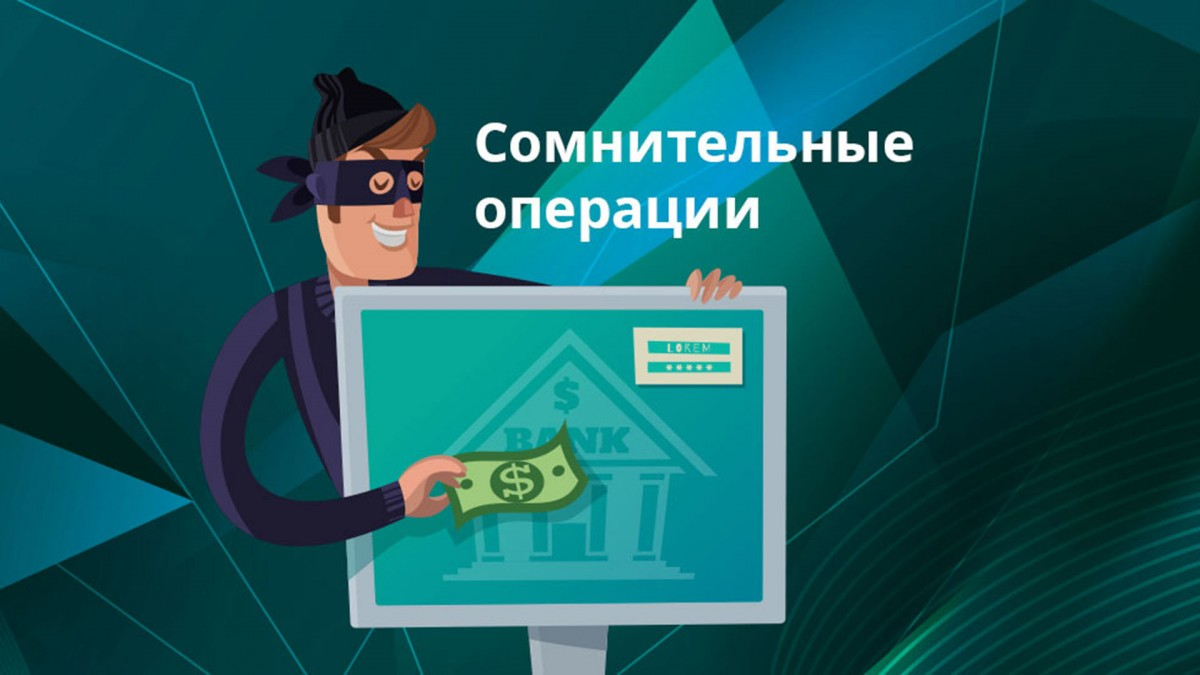 Сомнительные
операции
LOREM
*****
$
BANK
$